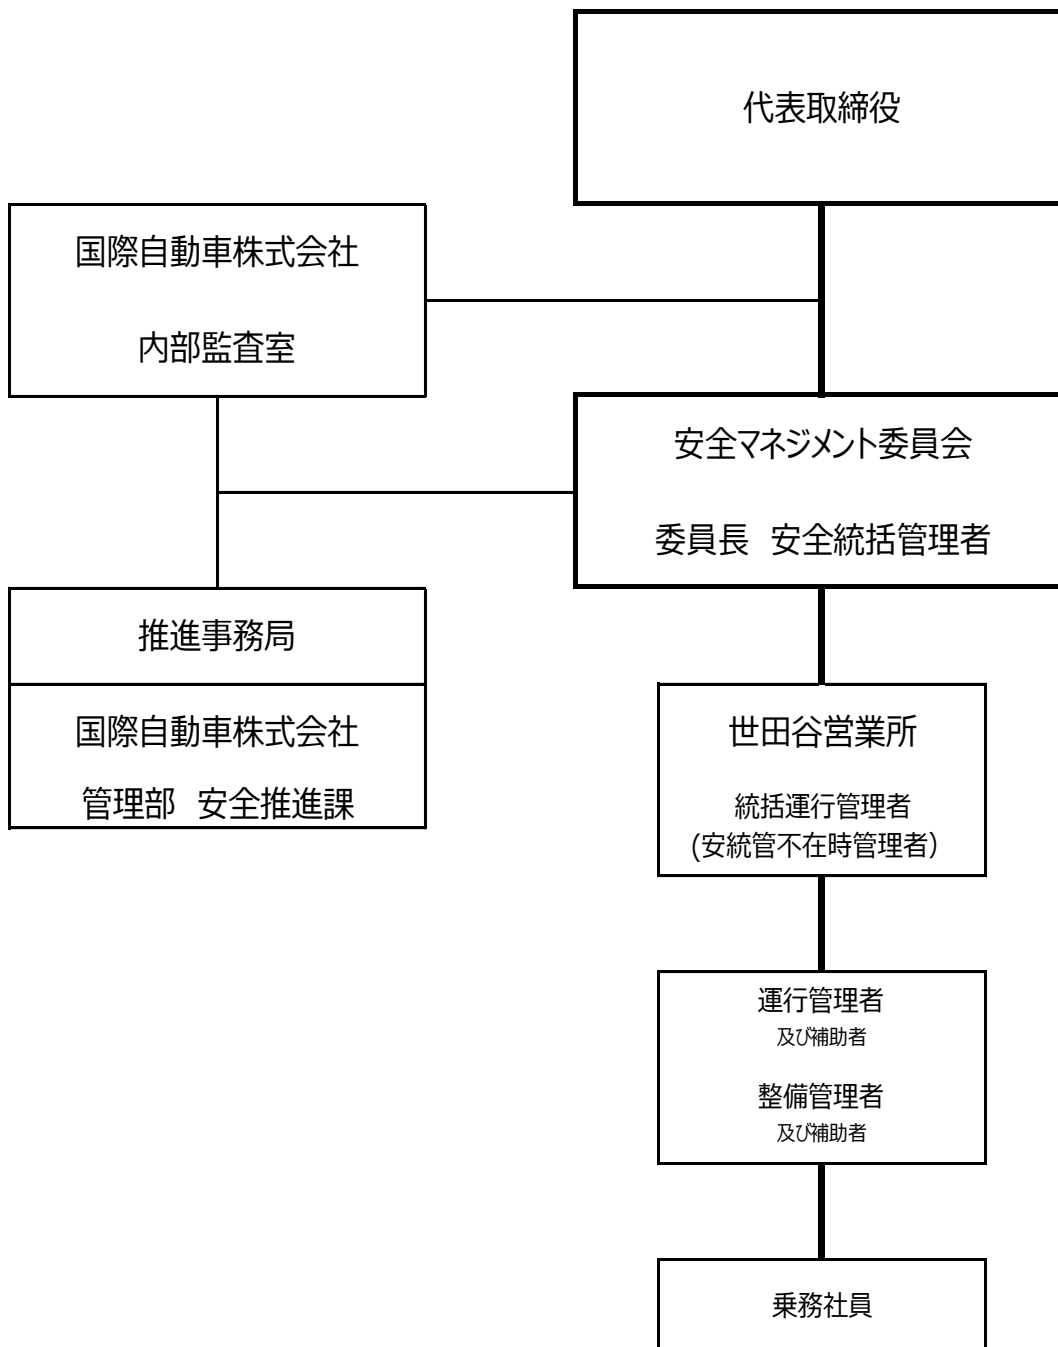 代表取締役
国際自動車株式会社
内部監査室
安全マネジメント委員会
委員長 安全統括管理者
推進事務局
国際自動車株式会社
管理部 安全推進課
世田谷営業所
統括運行管理者
(安統管不在時管理者）
運行管理者
及び補助者
整備管理者
及び補助者
乗務社員